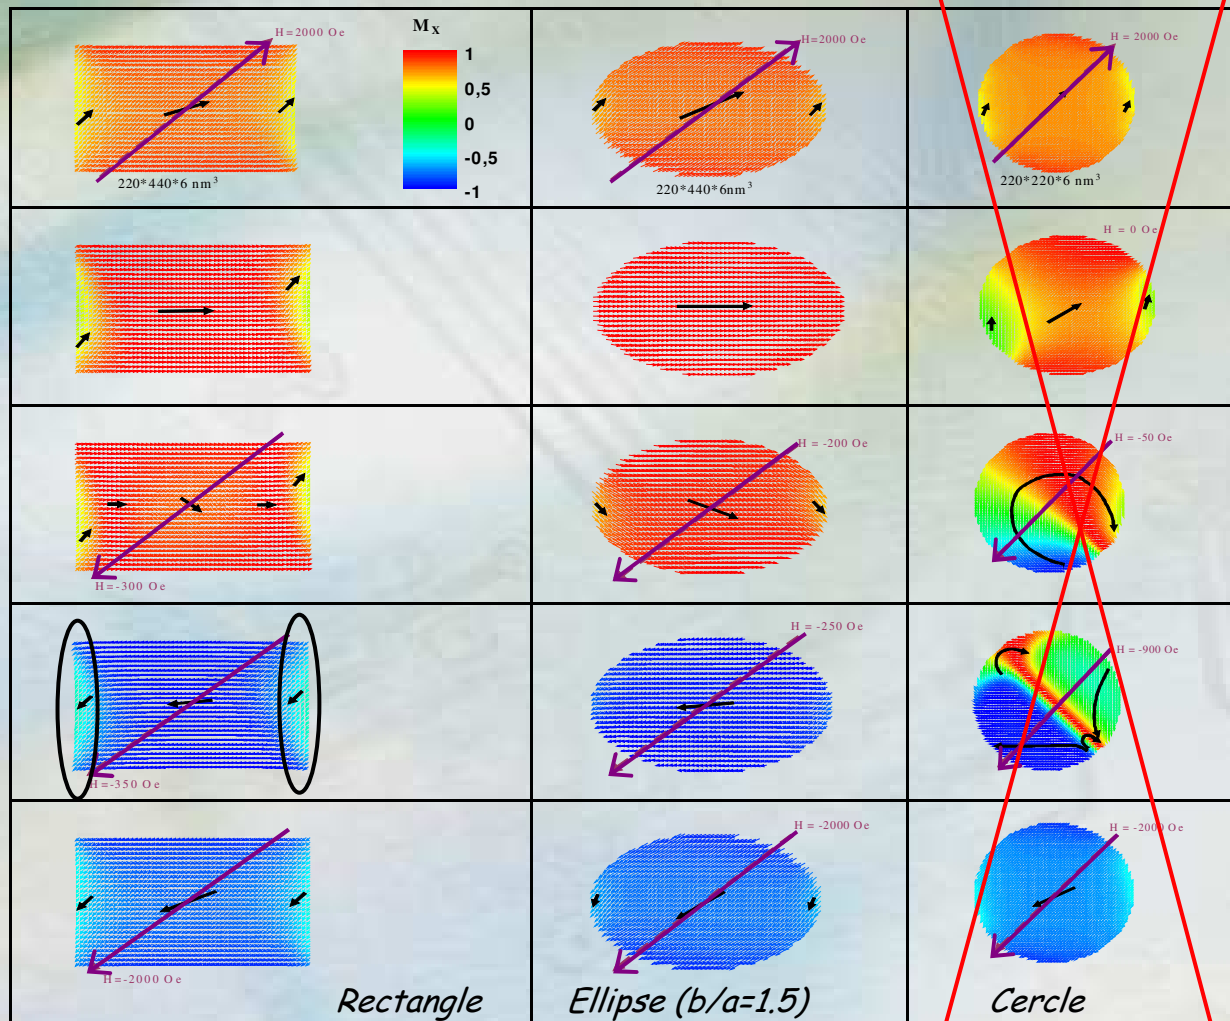 H=2000 Oe
M X
1
0,5
0
-0,5
-1
220*440*6 nm³
H=2000 Oe
220*440*6nm³
H = 2000 Oe
220*220*6 nm³
H = 0 Oe
H=-300 Oe
H = -200 Oe
H = -50 Oe
H=-350 Oe
H = -250 Oe
H = -900 Oe
H=-2000 Oe
H = -2000 Oe
H = -2000 Oe
Rectangle
Ellipse (b/a=1.5)
Cercle